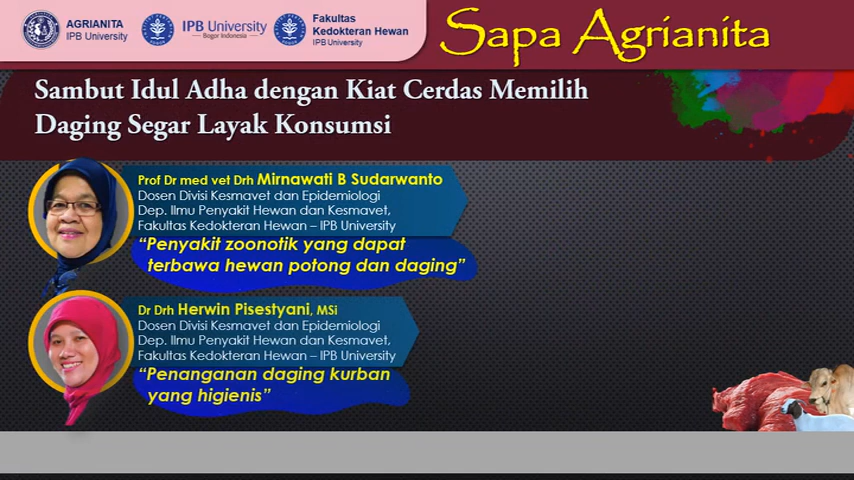 AGRIANITA
IPB University
IPB University
Bogor Indonesia
Fakultas
Kedokteran Hewan
IPB University
Sapa Agrianita
Sambut Idul Adha dengan Kiat Cerdas Memilih
Daging Segar Layak Konsumsi
Prof Dr med vet Drh Mirnawati B Sudarwanto
Dosen Divisi Kesmavet dan Epidemiologi
Dep. Ilmu Penyakit Hewan dan Kesmavet,
Fakultas Kedokteran Hewan – IPB University
“Penyakit zoonotik yang dapat
terbawa hewan potong dan daging”
Dr Drh Herwin Pisestyani, MSi
Dosen Divisi Kesmavet dan Epidemiologi
Dep. Ilmu Penyakit Hewan dan Kesmavet,
Fakultas Kedokteran Hewan – IPB University
“Penanganan daging kurban
yang higienis”